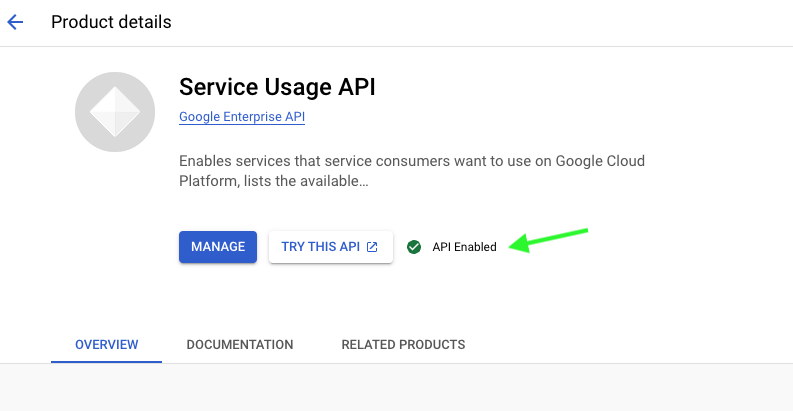 Product details
Service Usage API
Google Enterprise API
Enables services that service consumers want to use on Google Cloud
Platform, lists the available…
MANAGE TRY THIS API API Enabled
OVERVIEW DOCUMENTATION RELATED PRODUCTS